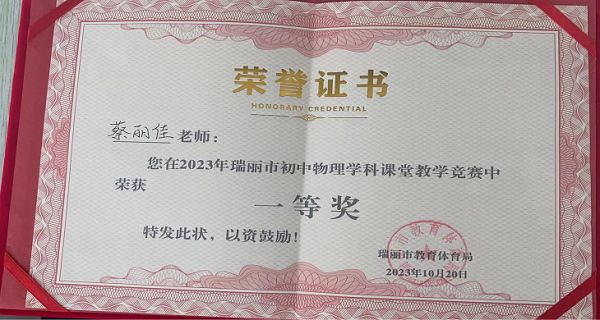 荣誉证书
HONORARY CREDENTIAL
蔡丽佳老师：
您在2023年瑞丽市初中物理学科课堂教学竞赛中
荣获
一等奖
特发此状，以资鼓励！
瑞丽市教育体育局
2023年10月20日